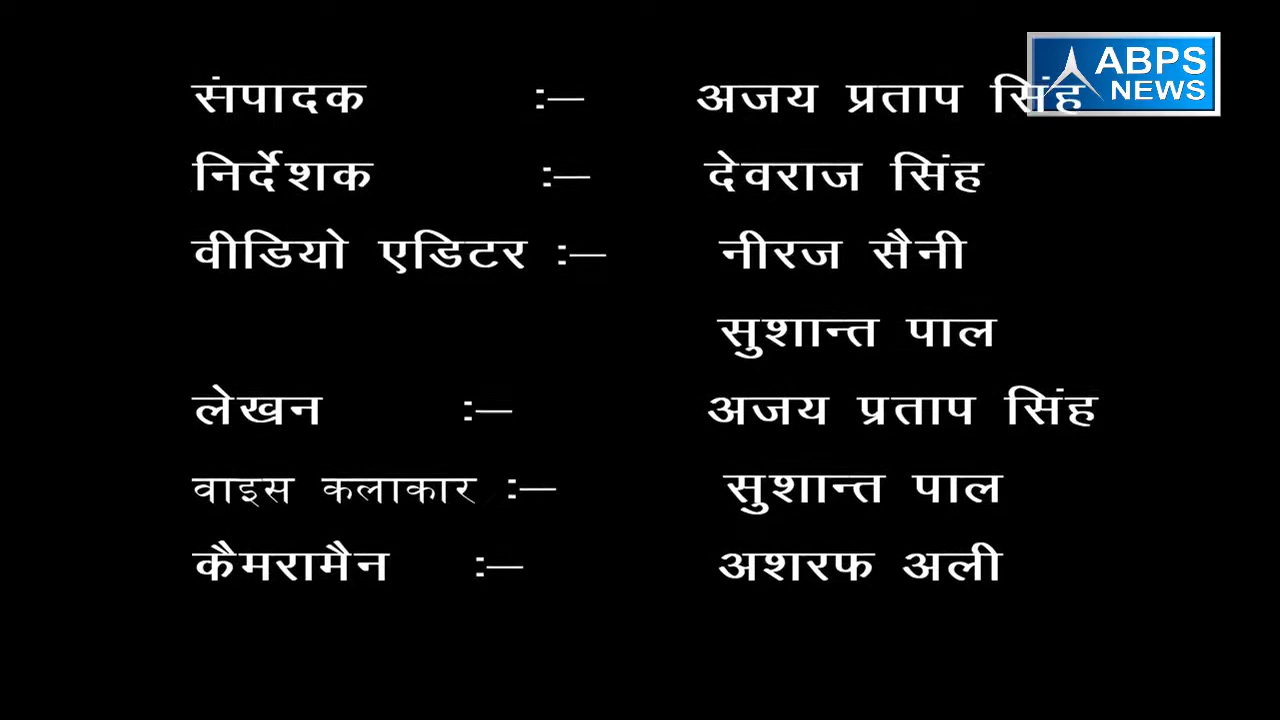 संपादक :— अजय प्रताप सिंह
ABPS
NEWS
निर्देशक :— देवराज सिंह
वीडियो एडिटर :— नीरज सैनी
सुशान्त पाल
लेखन :— अजय प्रताप सिंह
वाइस कलाकार :— सुशान्त पाल
कैमरामैन :— अशरफ अली